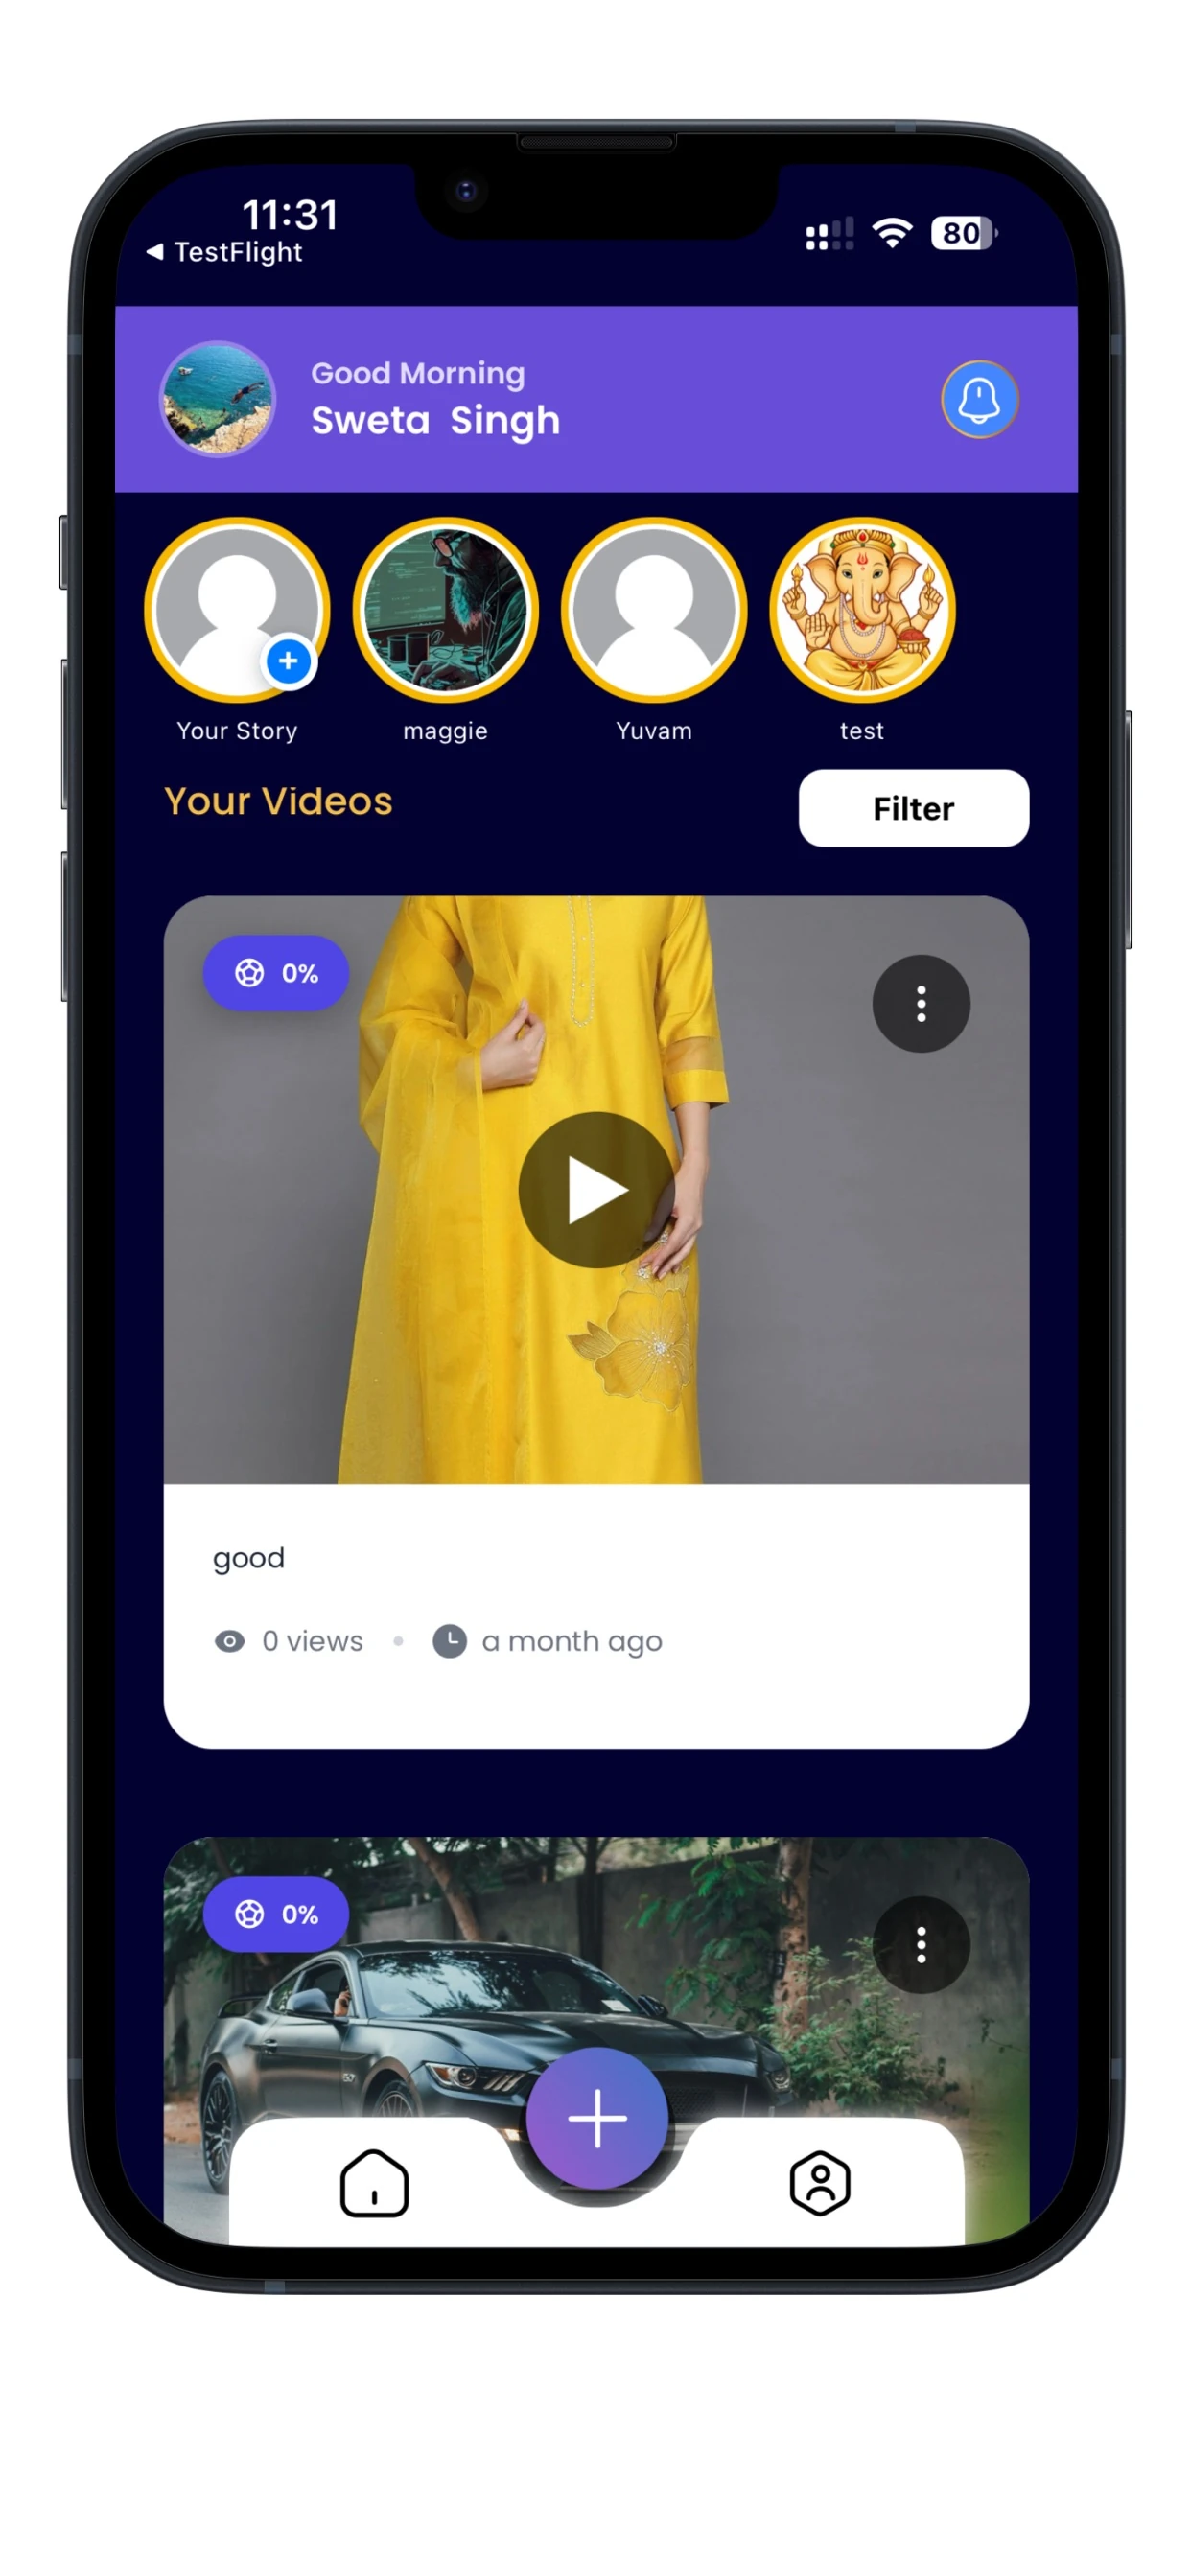 11:31
TestFlight
80
Good Morning
Sweta Singh
Your Story
maggie
Yuvam
test
Your Videos
Filter
0%
good
0 views • a month ago
0%